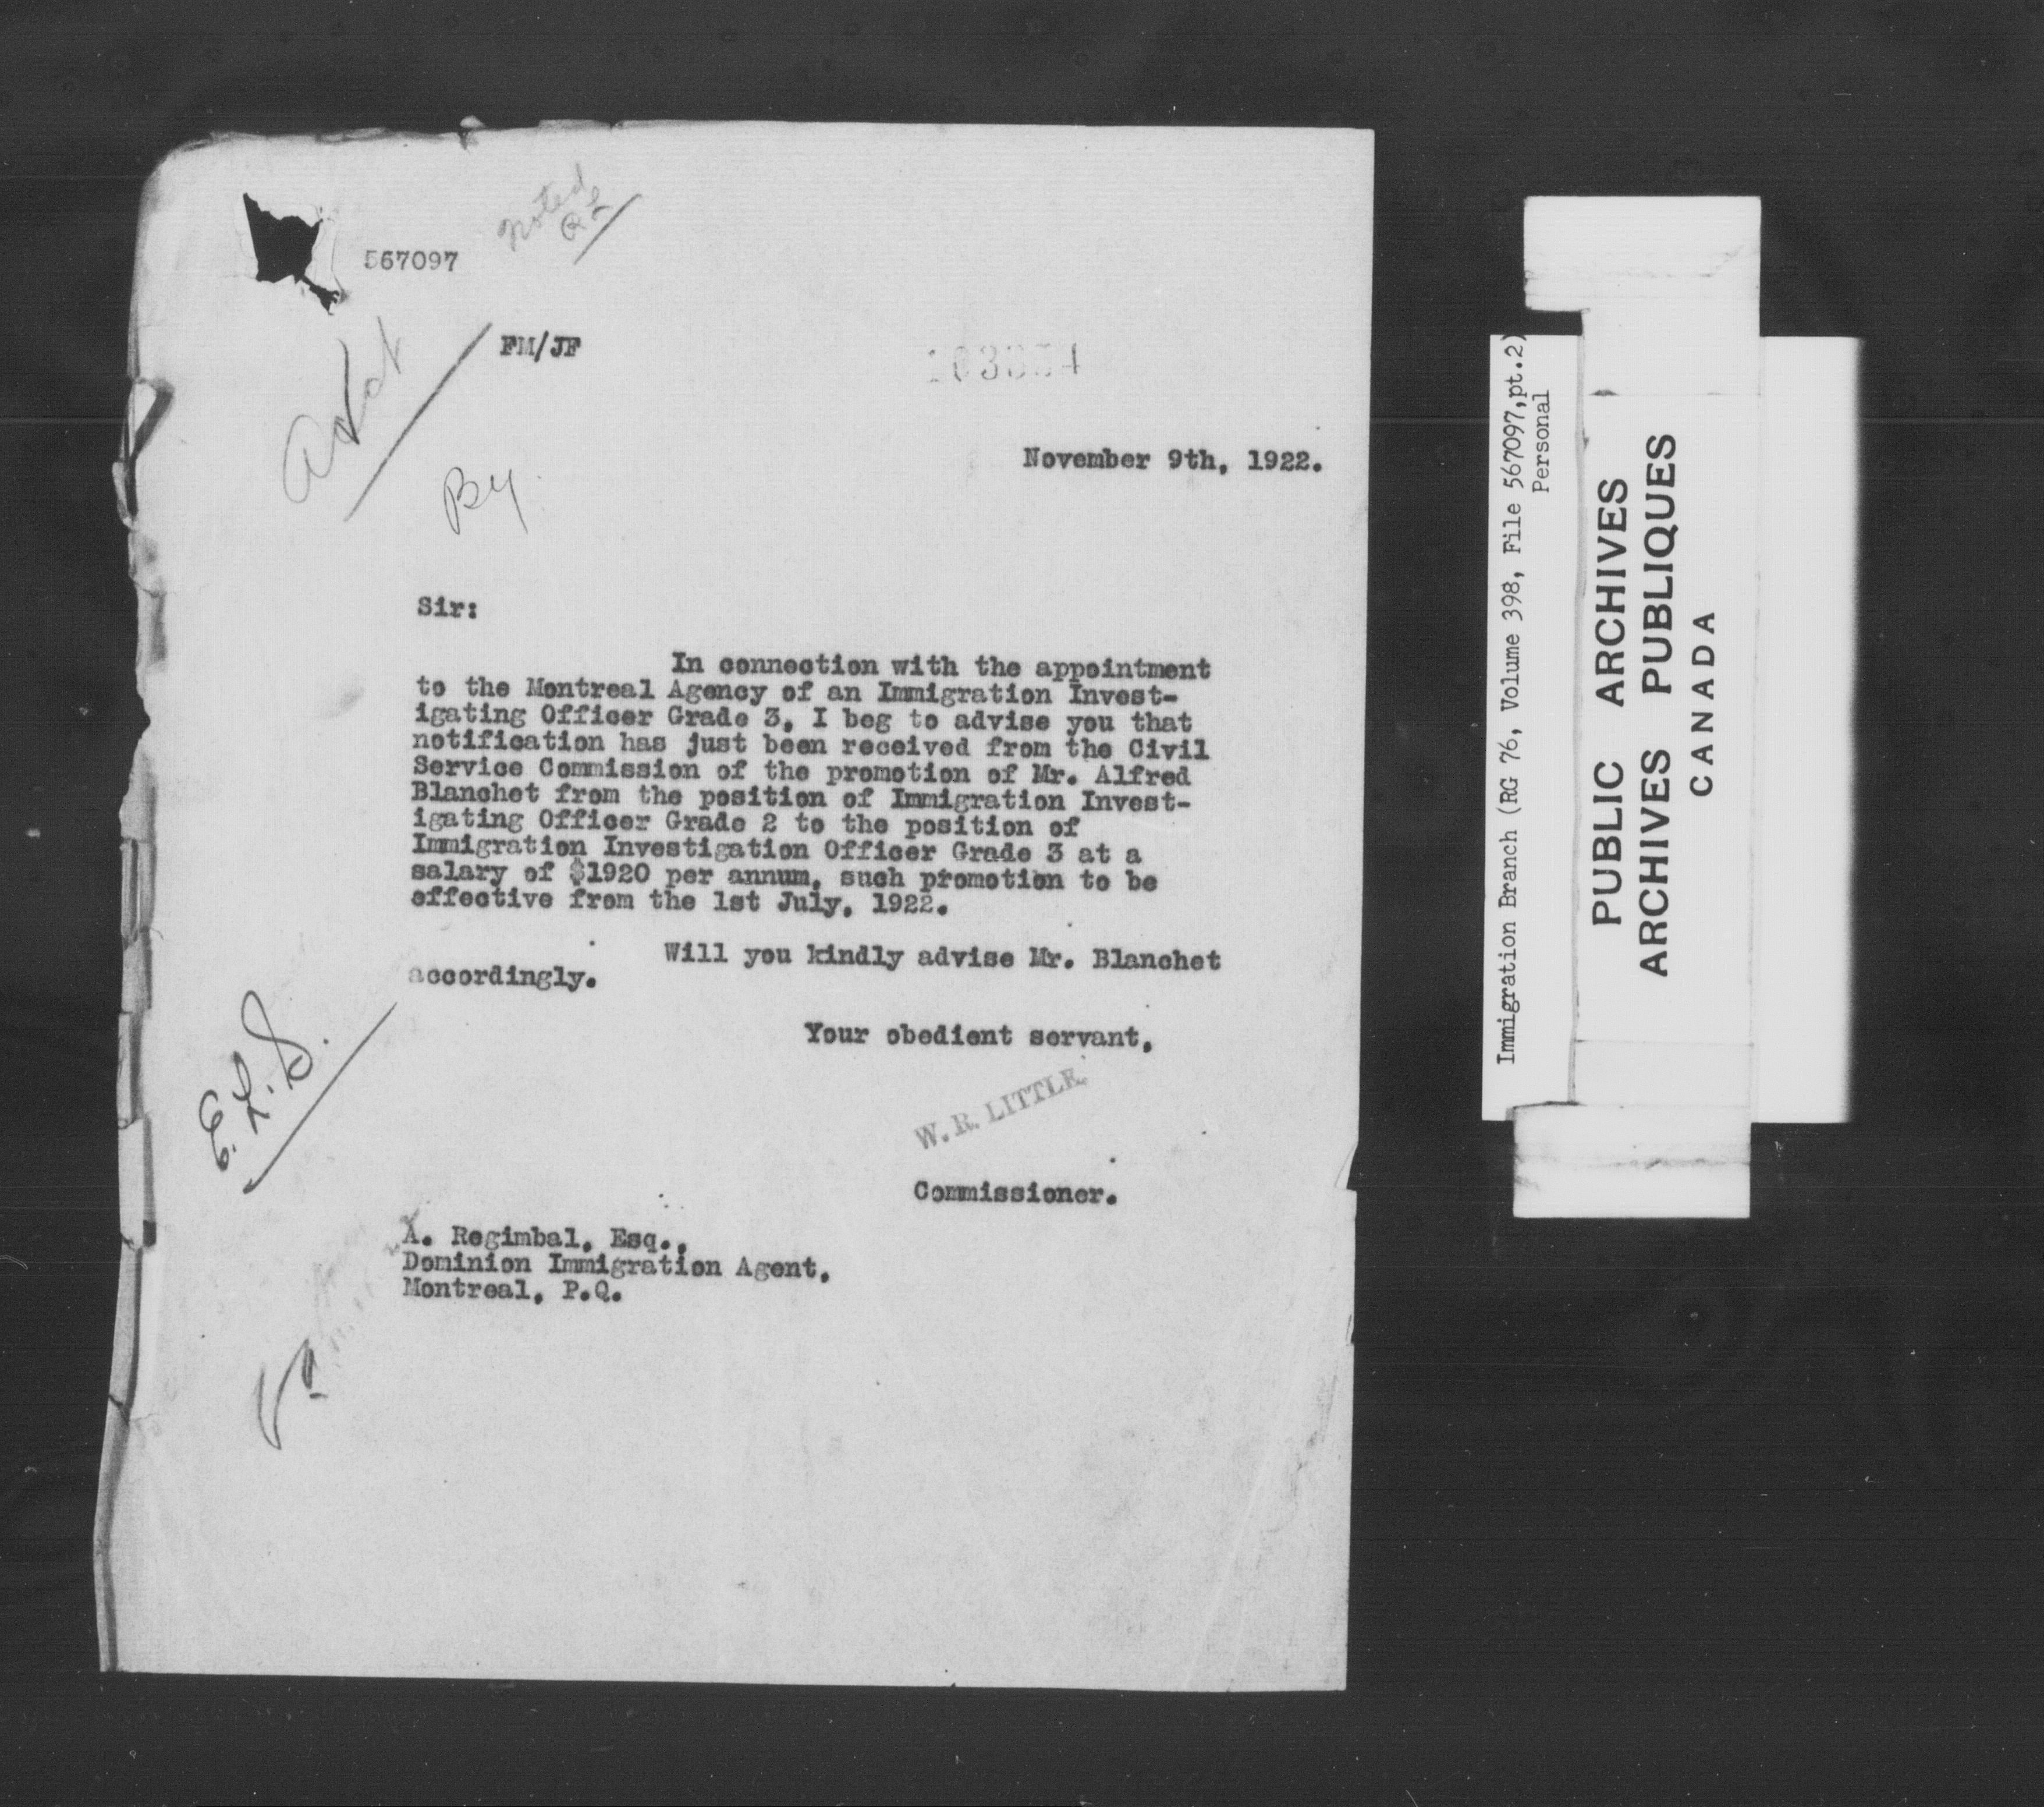 Noted
567097
FM/JF
November 9th, 1922.
By
Sir:
In connection with the appointment
to the Montreal Agency of an Immigration Invest-
igating Officer Grade 3, I beg to advise you that
notification has just been received from the Civil
Service Commission of the promotion of Mr. Alfred
Blanchet from the position of Immigration Invest-
igating Officer Grade 2 to the position of
Immigration Investigation Officer Grade 3 at a
salary of $1920 per annum, such promotion to be
effective from the 1st July, 1922.
Will you kindly advise Mr. Blanchet
accordingly.
Your obedient servant,
W. R. LITTLE
Commissioner.
A. Regimbal, Esq.,
Dominion Immigration Agent,
Montreal, P.Q.
Immigration Branch (RG 76, Volume 398, File 567097,pt.2)
Personal
PUBLIC ARCHIVES
ARCHIVES PUBLIQUES
CANADA